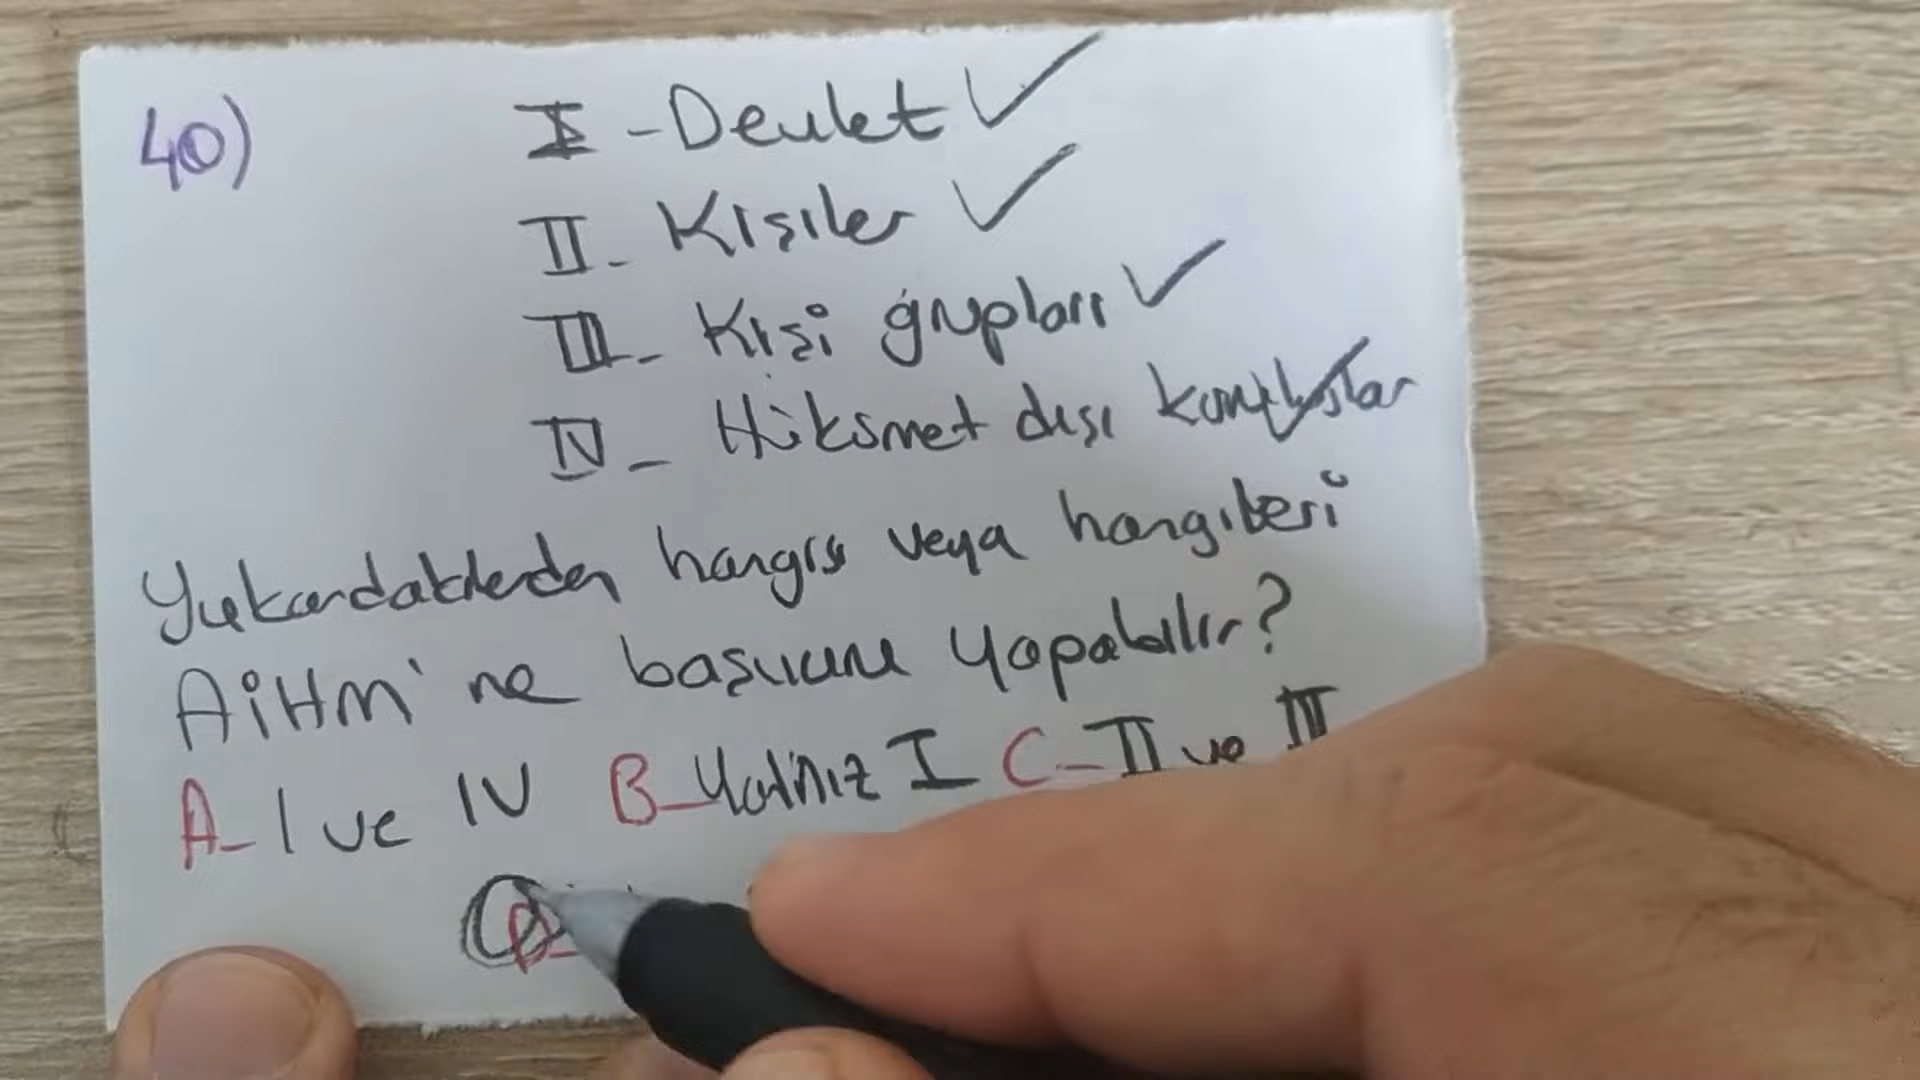 40)
I - Devlet ✓
II - Kişiler ✓
III - Kişi grupları ✓
IV - Hükümet dışı kuruluşlar ✓
Yukarıdakilerden hangisi veya hangileri
AİHM' ne başvuru yapabilir?
A- I ve IV B- Yalnız I C- II ve III
D-